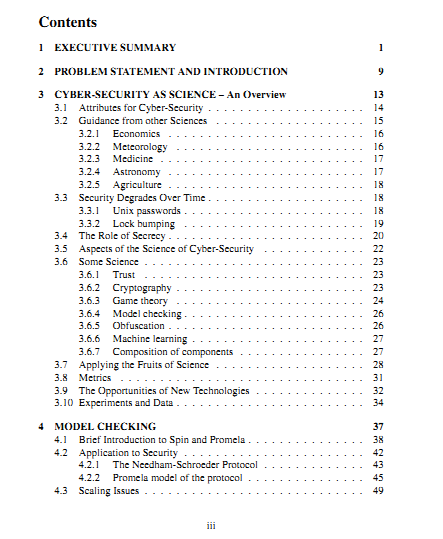 Contents
1 EXECUTIVE SUMMARY 1
2 PROBLEM STATEMENT AND INTRODUCTION 9
3 CYBER-SECURITY AS SCIENCE – An Overview 13
3.1 Attributes for Cyber-Security . . . . . . . . . . . . . . . . . . . 14
3.2 Guidance from other Sciences . . . . . . . . . . . . . . . . . . . 15
3.2.1 Economics . . . . . . . . . . . . . . . . . . . . . . . . 16
3.2.2 Meteorology . . . . . . . . . . . . . . . . . . . . . . . 16
3.2.3 Medicine . . . . . . . . . . . . . . . . . . . . . . . . . 17
3.2.4 Astronomy . . . . . . . . . . . . . . . . . . . . . . . . 17
3.2.5 Agriculture . . . . . . . . . . . . . . . . . . . . . . . . 18
3.3 Security Degrades Over Time . . . . . . . . . . . . . . . . . . . 18
3.3.1 Unix passwords . . . . . . . . . . . . . . . . . . . . . . 18
3.3.2 Lock bumping . . . . . . . . . . . . . . . . . . . . . . . 19
3.4 The Role of Secrecy . . . . . . . . . . . . . . . . . . . . . . . . 20
3.5 Aspects of the Science of Cyber-Security . . . . . . . . . . . . . 22
3.6 Some Science . . . . . . . . . . . . . . . . . . . . . . . . . . . 23
3.6.1 Trust . . . . . . . . . . . . . . . . . . . . . . . . . . . 23
3.6.2 Cryptography . . . . . . . . . . . . . . . . . . . . . . . 23
3.6.3 Game theory . . . . . . . . . . . . . . . . . . . . . . . 24
3.6.4 Model checking . . . . . . . . . . . . . . . . . . . . . . 26
3.6.5 Obfuscation . . . . . . . . . . . . . . . . . . . . . . . . 26
3.6.6 Machine learning . . . . . . . . . . . . . . . . . . . . . 27
3.6.7 Composition of components . . . . . . . . . . . . . . . . 27
3.7 Applying the Fruits of Science . . . . . . . . . . . . . . . . . . 28
3.8 Metrics . . . . . . . . . . . . . . . . . . . . . . . . . . . . . . 31
3.9 The Opportunities of New Technologies . . . . . . . . . . . . . 32
3.10 Experiments and Data . . . . . . . . . . . . . . . . . . . . . . . 34
4 MODEL CHECKING 37
4.1 Brief Introduction to Spin and Promela . . . . . . . . . . . . . . 38
4.2 Application to Security . . . . . . . . . . . . . . . . . . . . . . 42
4.2.1 The Needham-Schroeder Protocol . . . . . . . . . . . . . 43
4.2.2 Promela model of the protocol . . . . . . . . . . . . . . 45
4.3 Scaling Issues . . . . . . . . . . . . . . . . . . . . . . . . . . . 49
iii